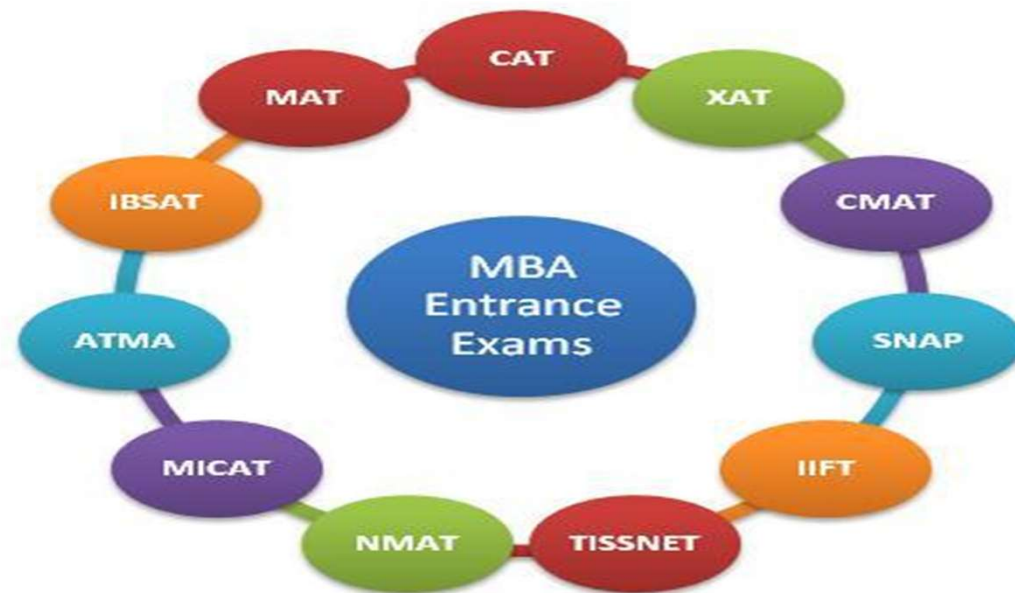 CAT
XAT
CMAT
SNAP
IIFT
TISSNET
NMAT
MICAT
ATMA
IBSAT
MAT
MBA
Entrance
Exams